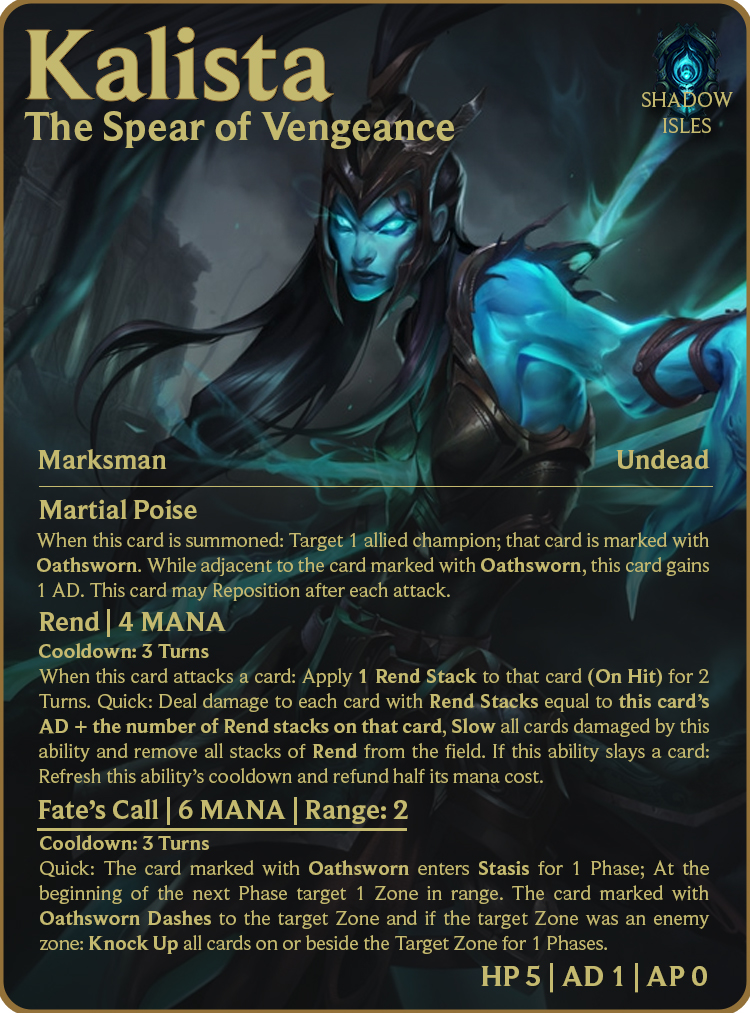 Kalista
The Spear of Vengeance
SHADOW
ISLES
Marksman
Undead
Martial Poise
When this card is summoned: Target 1 allied champion; that card is marked with
Oathsworn. While adjacent to the card marked with Oathsworn, this card gains
1 AD. This card may Reposition after each attack.
Rend | 4 MANA
Cooldown: 3 Turns
When this card attacks a card: Apply 1 Rend Stack to that card (On Hit) for 2
Turns. Quick: Deal damage to each card with Rend Stacks equal to this card's
AD + the number of Rend stacks on that card, Slow all cards damaged by this
ability and remove all stacks of Rend from the field. If this ability slays a card:
Refresh this ability's cooldown and refund half its mana cost.
Fate's Call | 6 MANA | Range: 2
Cooldown: 3 Turns
Quick: The card marked with Oathsworn enters Stasis for 1 Phase; At the
beginning of the next Phase target 1 Zone in range. The card marked with
Oathsworn Dashes to the target Zone and if the target Zone was an enemy
zone: Knock Up all cards on or beside the Target Zone for 1 Phases.
HP 5 | AD 1 | AP 0